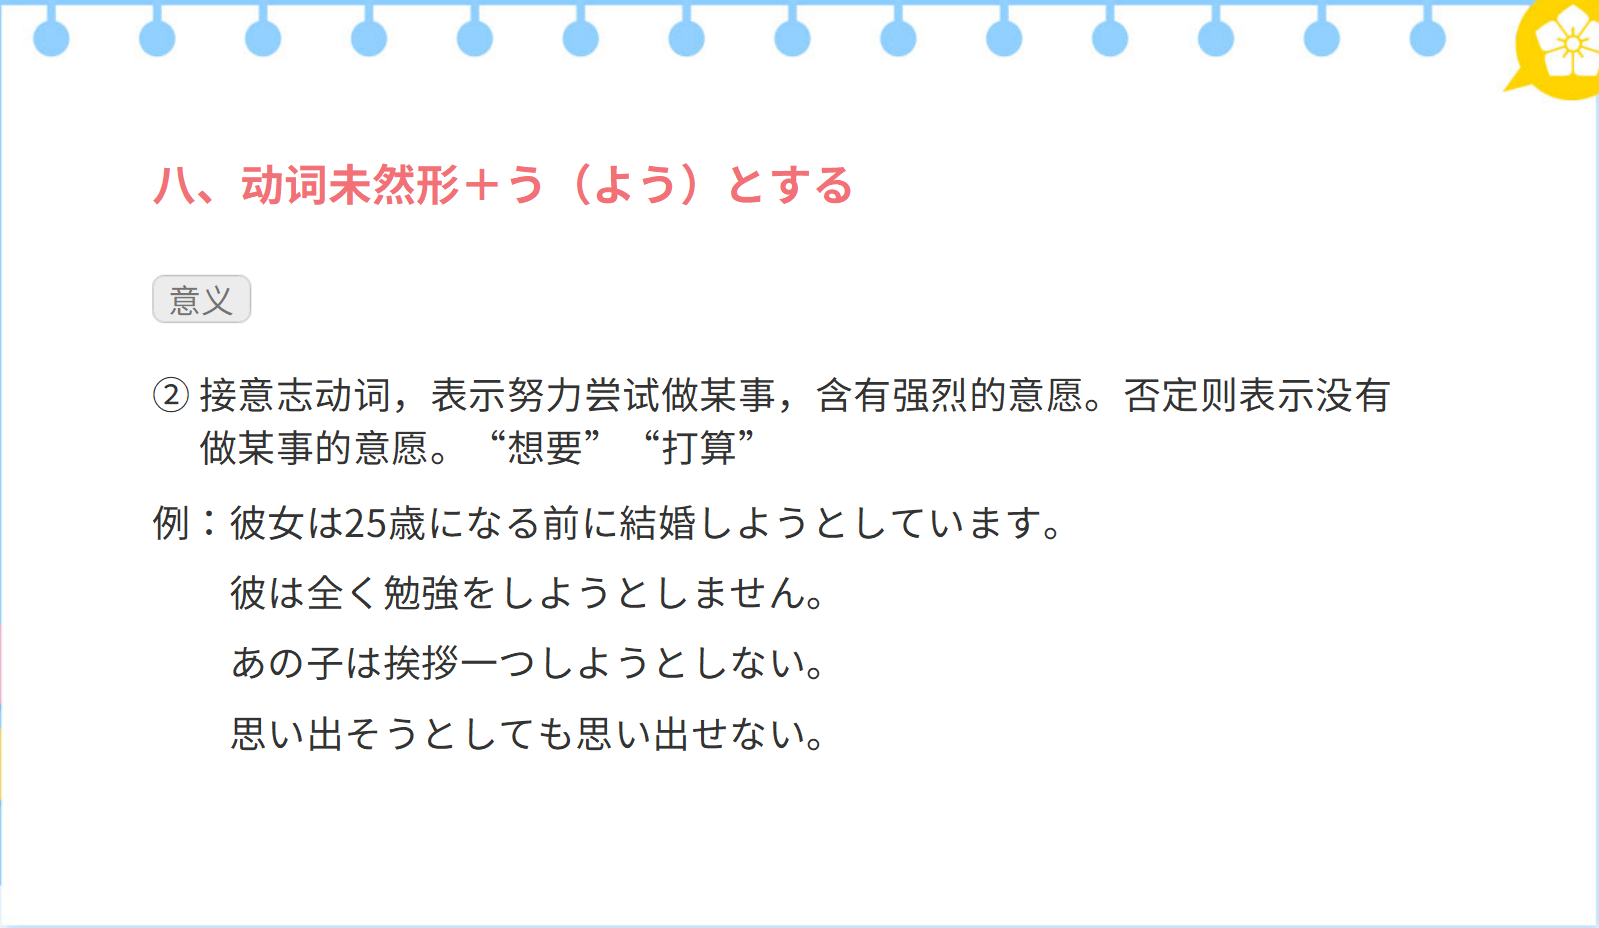 八、动词未然形＋う（よう）とする
意义
② 接意志动词，表示努力尝试做某事，含有强烈的意愿。否定则表示没有
做某事的意愿。“想要”“打算”
例：彼女は25歳になる前に結婚しようとしています。
彼は全く勉強をしようとしません。
あの子は挨拶一つしようとしない。
思い出そうとしても思い出せない。